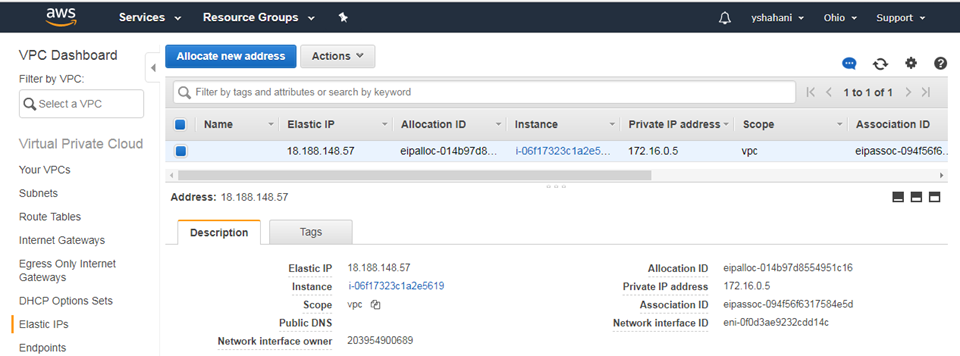 aws Services Resource Groups yshahani Ohio Support
VPC Dashboard
Filter by VPC:
Select a VPC
Virtual Private Cloud
Your VPCs
Subnets
Route Tables
Internet Gateways
Egress Only Internet
Gateways
DHCP Options Sets
Elastic IPs
Endpoints
Allocate new address Actions
Filter by tags and attributes or search by keyword 1 to 1 of 1
Name Elastic IP Allocation ID Instance Private IP address Scope Association ID
18.188.148.57 eipalloc-014b97d8... i-06f17323c1a2e5... 172.16.0.5 vpc eipassoc-094f56f6...
Address: 18.188.148.57
Description Tags
Elastic IP 18.188.148.57 Allocation ID eipalloc-014b97d8554951c16
Instance i-06f17323c1a2e5619 Private IP address 172.16.0.5
Scope vpc Association ID eipassoc-094f56f6317584e5d
Public DNS Network interface ID eni-0f0d3ae9232cdd14c
Network interface owner 203954900689